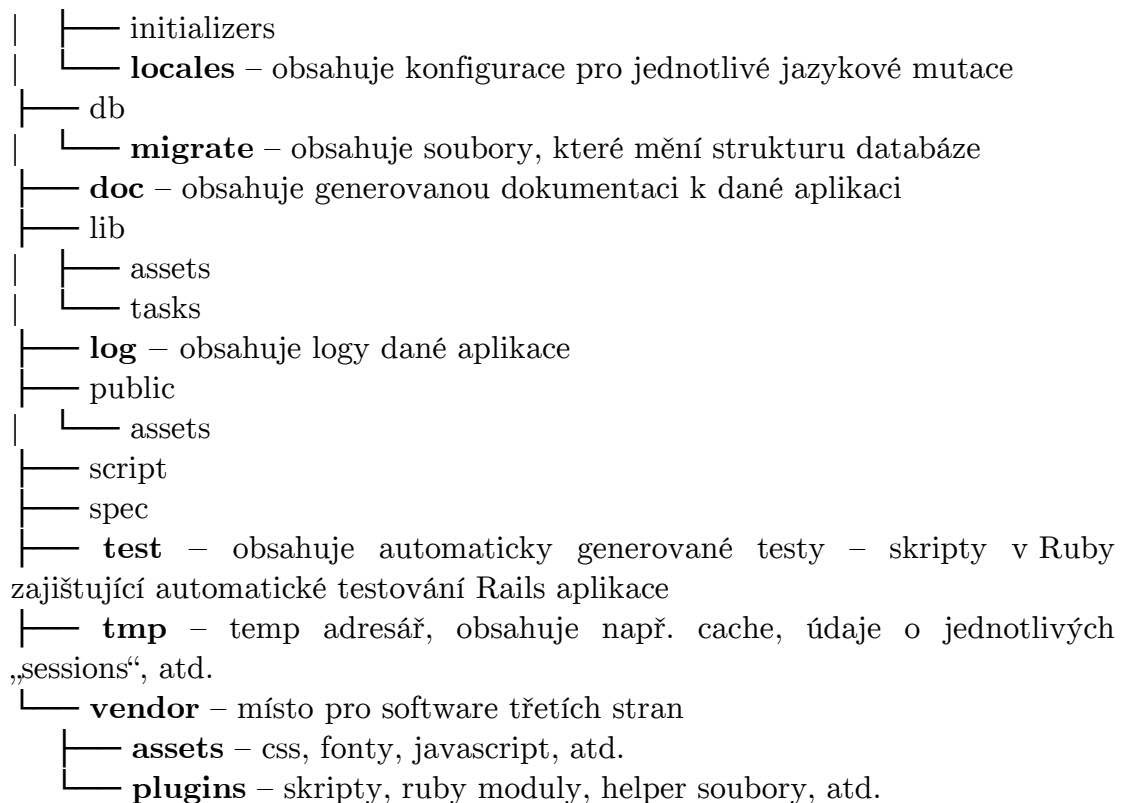 │ ├── initializers
│ └── locales – obsahuje konfigurace pro jednotlivé jazykové mutace
├── db
│ └── migrate – obsahuje soubory, které mění strukturu databáze
├── doc – obsahuje generovanou dokumentaci k dané aplikaci
├── lib
│ ├── assets
│ └── tasks
├── log – obsahuje logy dané aplikace
├── public
│ └── assets
├── script
├── spec
├── test – obsahuje automaticky generované testy – skripty v Ruby
zajištující automatické testování Rails aplikace
├── tmp – temp adresář, obsahuje např. cache, údaje o jednotlivých
„sessions“, atd.
└── vendor – místo pro software třetích stran
├── assets – css, fonty, javascript, atd.
└── plugins – skripty, ruby moduly, helper soubory, atd.